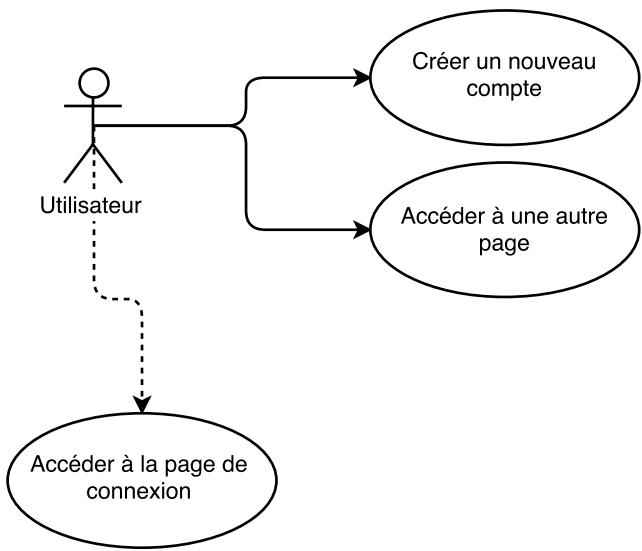 Créer un nouveau
compte
Utilisateur
Accéder à une autre
page
Accéder à la page de
connexion